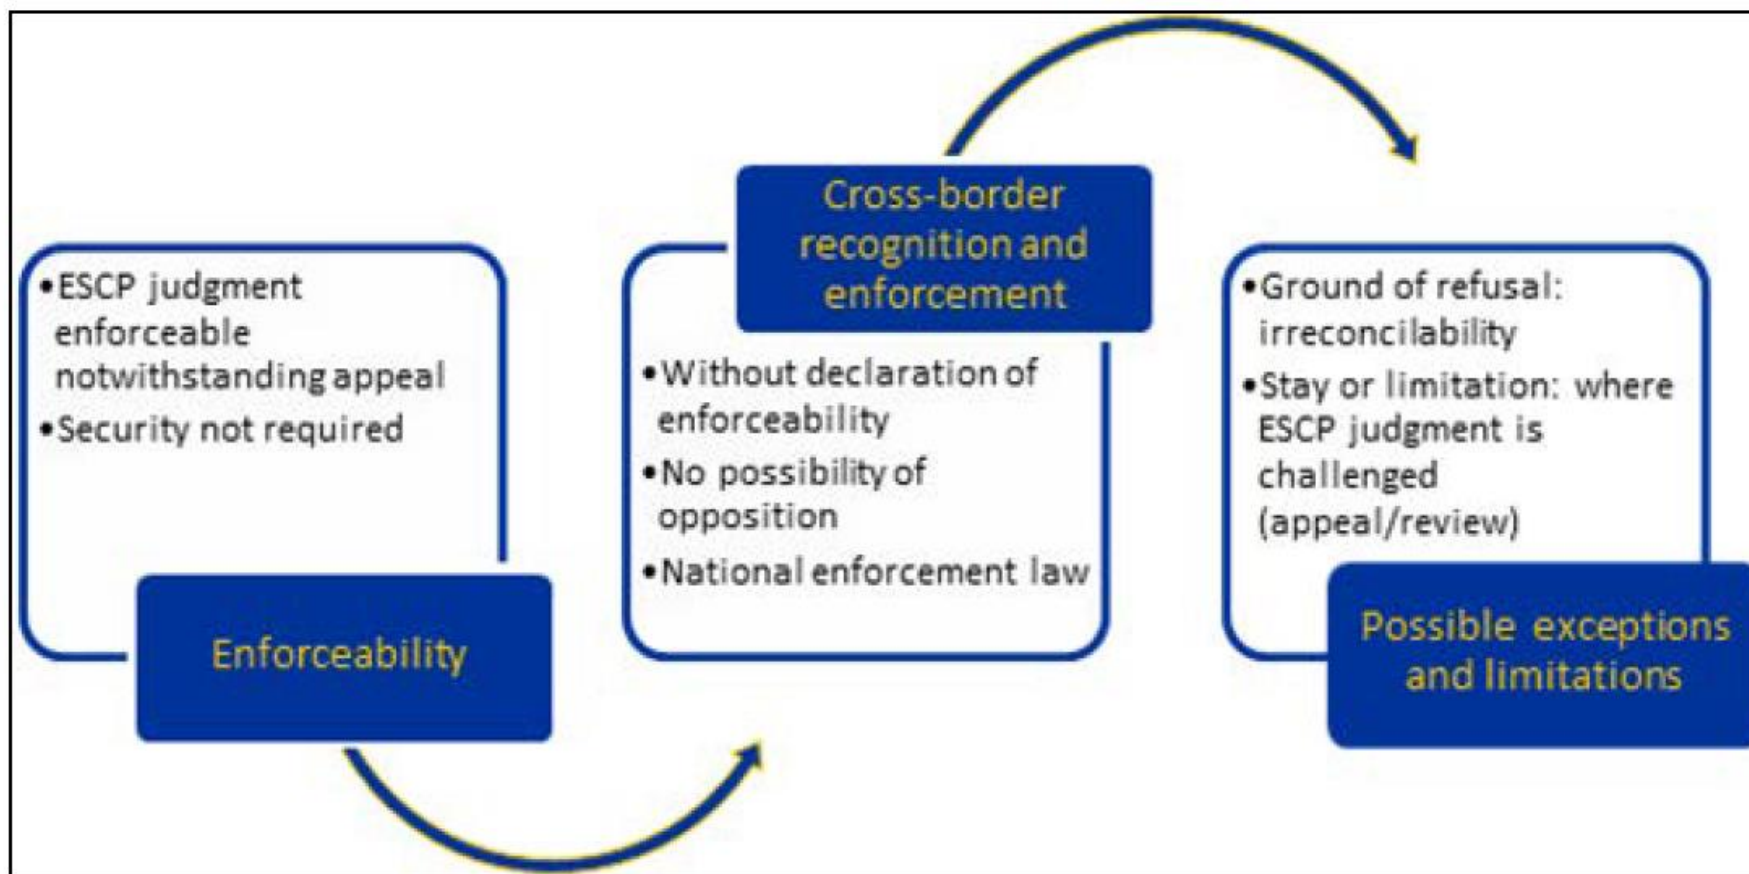 •ESCP judgment
enforceable
notwithstanding appeal
•Security not required
Enforceability
Cross-border
recognition and
enforcement
•Without declaration of
enforceability
•No possibility of
opposition
•National enforcement law
•Ground of refusal:
irreconcilability
•Stay or limitation: where
ESCP judgment is
challenged
(appeal/review)
Possible exceptions
and limitations